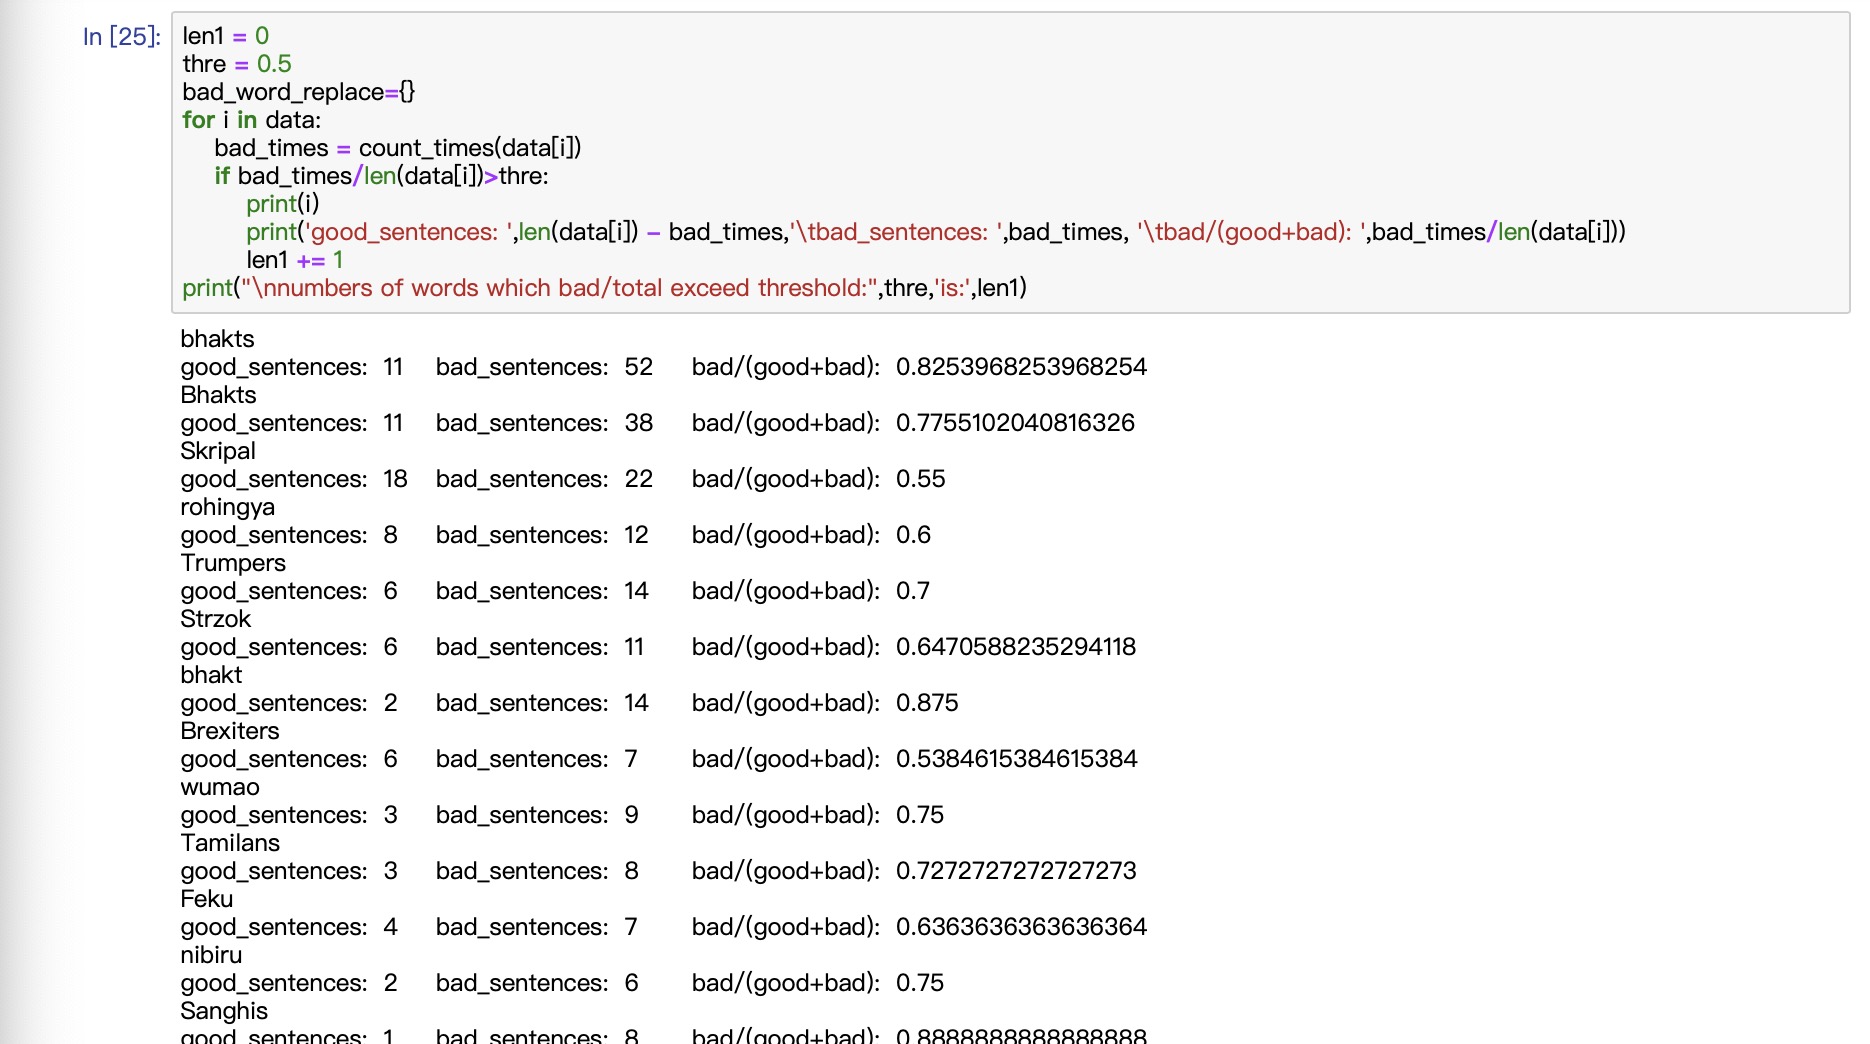 In [25]:
len1 = 0
thre = 0.5
bad_word_replace={}
for i in data:
    bad_times = count_times(data[i])
    if bad_times/len(data[i])>thre:
        print(i)
        print('good_sentences: ',len(data[i]) - bad_times,'\tbad_sentences: ',bad_times, '\tbad/(good+bad): ',bad_times/len(data[i]))
        len1 += 1
print("\nnumbers of words which bad/total exceed threshold:",thre,'is:',len1)
bhakts
good_sentences: 11 bad_sentences: 52 bad/(good+bad): 0.8253968253968254
Bhakts
good_sentences: 11 bad_sentences: 38 bad/(good+bad): 0.7755102040816326
Skripal
good_sentences: 18 bad_sentences: 22 bad/(good+bad): 0.55
rohingya
good_sentences: 8 bad_sentences: 12 bad/(good+bad): 0.6
Trumpers
good_sentences: 6 bad_sentences: 14 bad/(good+bad): 0.7
Strzok
good_sentences: 6 bad_sentences: 11 bad/(good+bad): 0.6470588235294118
bhakt
good_sentences: 2 bad_sentences: 14 bad/(good+bad): 0.875
Brexiters
good_sentences: 6 bad_sentences: 7 bad/(good+bad): 0.5384615384615384
wumao
good_sentences: 3 bad_sentences: 9 bad/(good+bad): 0.75
Tamilans
good_sentences: 3 bad_sentences: 8 bad/(good+bad): 0.7272727272727273
Feku
good_sentences: 4 bad_sentences: 7 bad/(good+bad): 0.6363636363636364
nibiru
good_sentences: 2 bad_sentences: 6 bad/(good+bad): 0.75
Sanghis
good_sentences: 1 bad_sentences: 8 bad/(good+bad): 0.8888888888888888